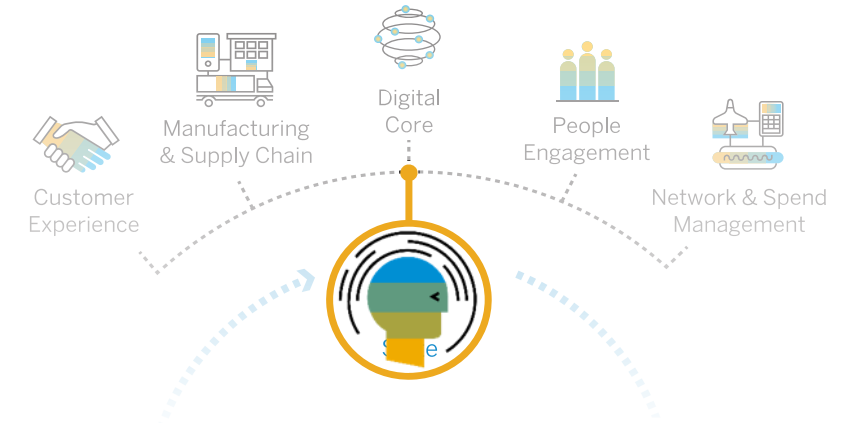 Customer
Experience
Manufacturing
& Supply Chain
Digital
Core
People
Engagement
Network & Spend
Management